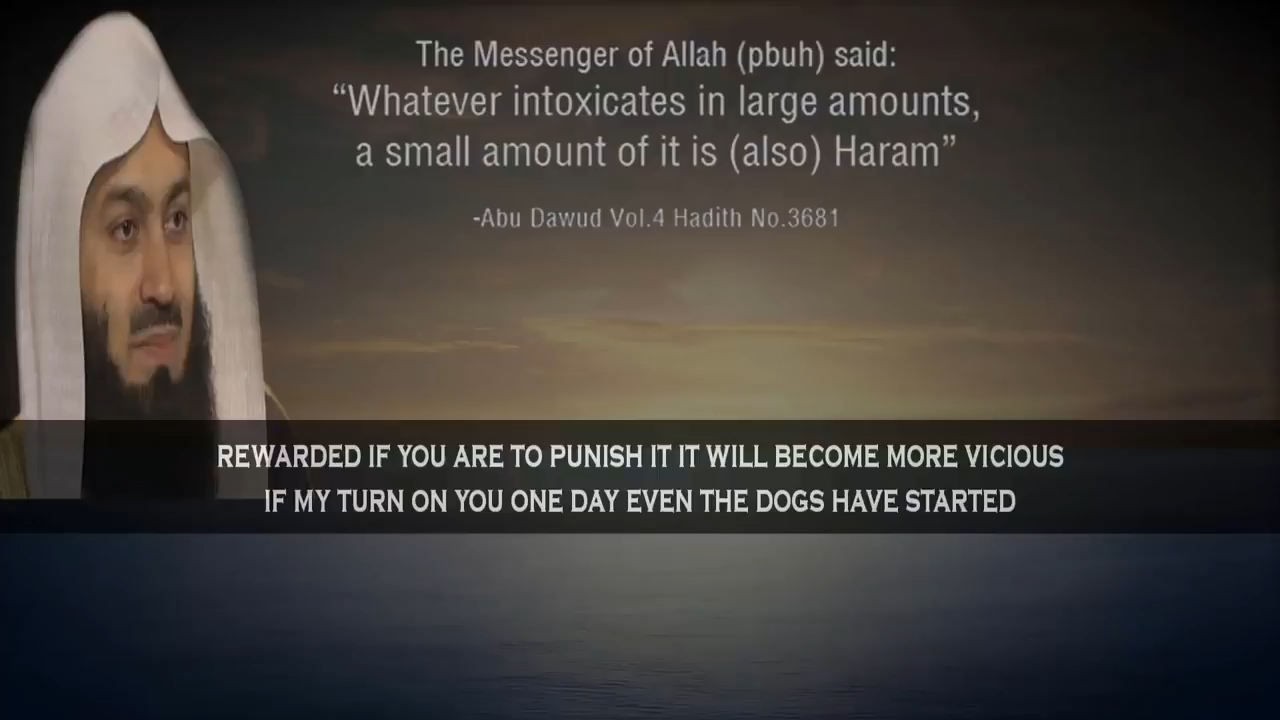 The Messenger of Allah (pbuh) said:
“Whatever intoxicates in large amounts,
a small amount of it is (also) Haram”
-Abu Dawud Vol.4 Hadith No.3681
REWARDED IF YOU ARE TO PUNISH IT IT WILL BECOME MORE VICIOUS
IF MY TURN ON YOU ONE DAY EVEN THE DOGS HAVE STARTED